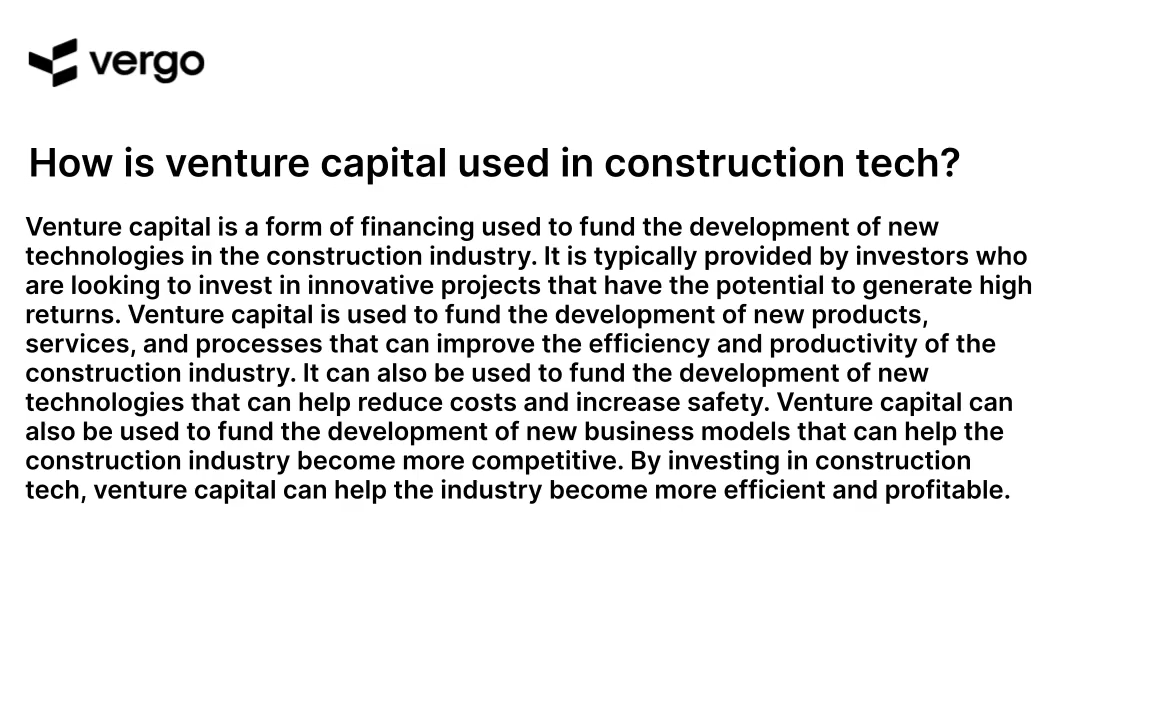 vergo
How is venture capital used in construction tech?
Venture capital is a form of financing used to fund the development of new
technologies in the construction industry. It is typically provided by investors who
are looking to invest in innovative projects that have the potential to generate high
returns. Venture capital is used to fund the development of new products,
services, and processes that can improve the efficiency and productivity of the
construction industry. It can also be used to fund the development of new
technologies that can help reduce costs and increase safety. Venture capital can
also be used to fund the development of new business models that can help the
construction industry become more competitive. By investing in construction
tech, venture capital can help the industry become more efficient and profitable.